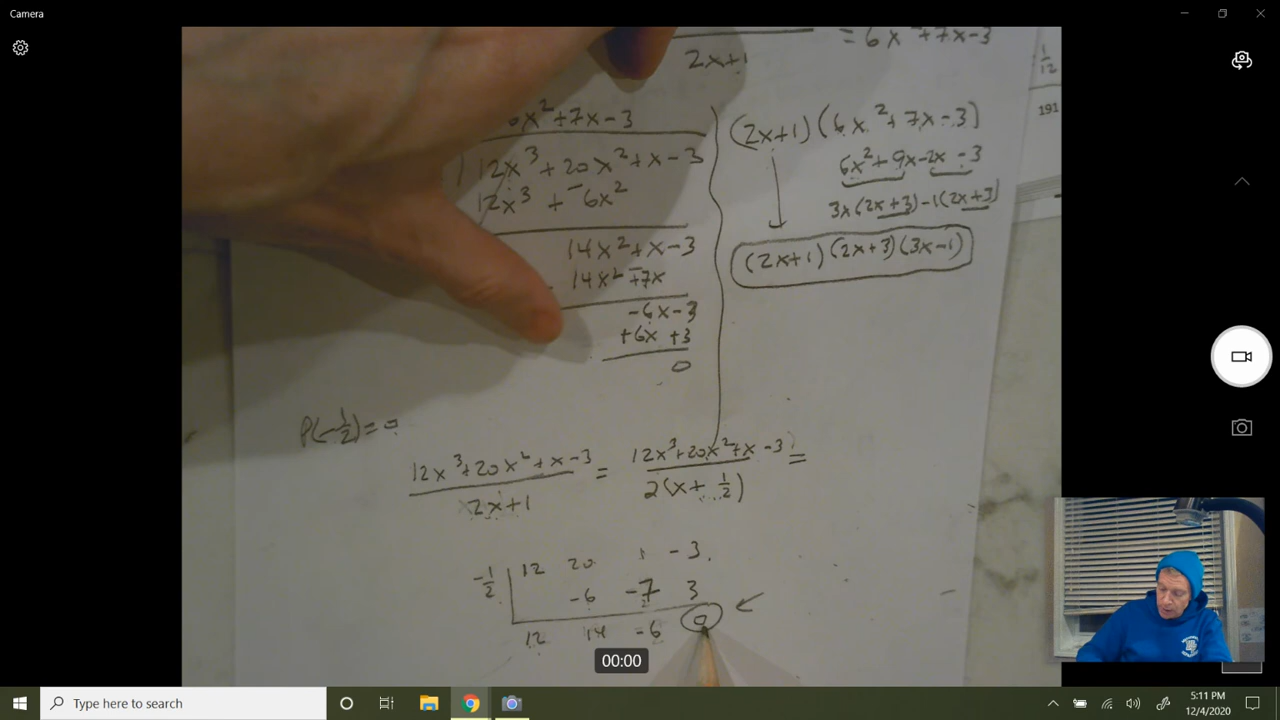 Camera
2x+1
= 6x²+7x-3
1/12
191
6x²+7x-3
12x³+20x²+x-3
12x³ + 6x²
14x²+x-3
14x² +7x
-6x-3
+6x +3
0
(2x+1)(6x²+7x-3)
6x²+9x-2x-3
3x(2x+3)-1(2x+3)
(2x+1)(2x+3)(3x-1)
P(-1/2)=0
12x³+20x²+x-3 / 2x+1 = 12x³+20x²+x-3 / 2(x+1/2) =
-1/2 | 12 20 1 -3
-6 -7 3
12 14 -6 0
00:00
Type here to search
5:11 PM
12/4/2020